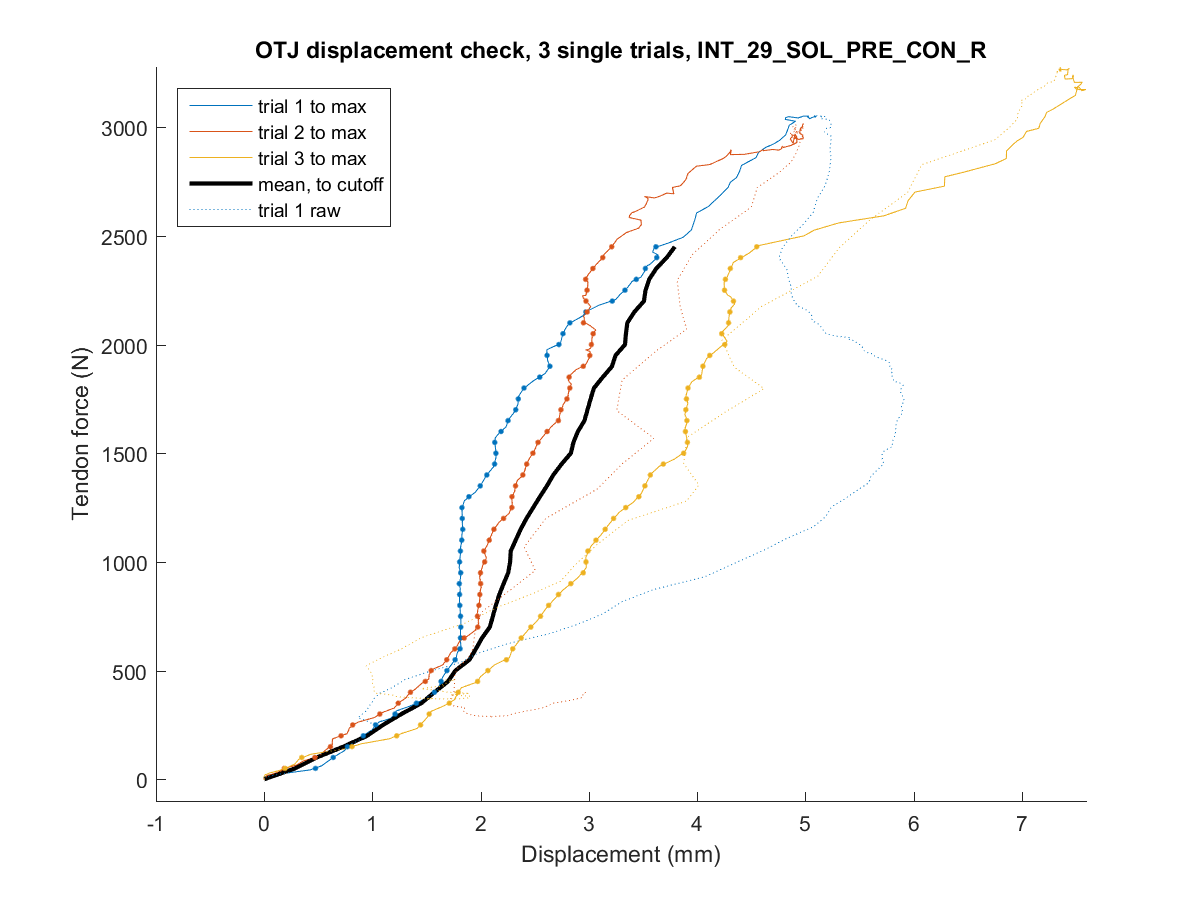 OTJ displacement check, 3 single trials, INT_29_SOL_PRE_CON_R
trial 1 to max
trial 2 to max
trial 3 to max
mean, to cutoff
trial 1 raw
3000
2500
2000
1500
1000
500
0
Tendon force (N)
-1 0 1 2 3 4 5 6 7
Displacement (mm)